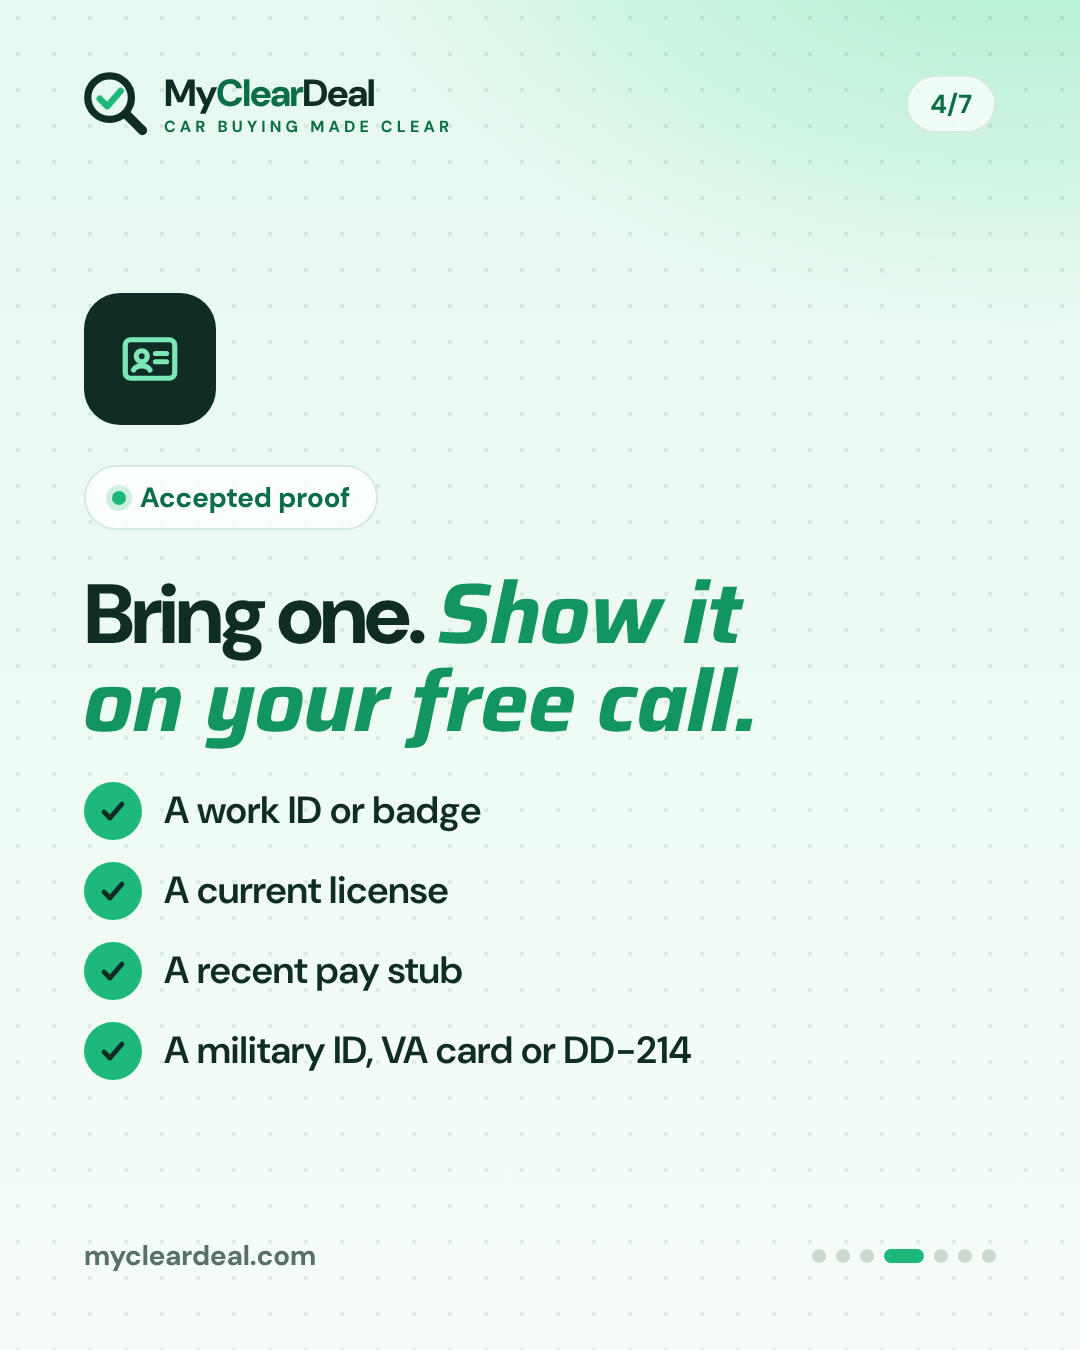 MyClearDeal
CAR BUYING MADE CLEAR
4/7
Accepted proof
Bring one. Show it
on your free call.
A work ID or badge
A current license
A recent pay stub
A military ID, VA card or DD-214
mycleardeal.com